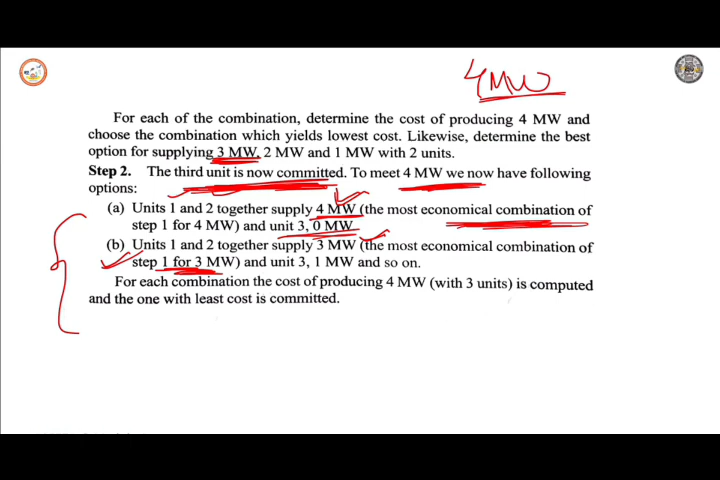 4MW
For each of the combination, determine the cost of producing 4 MW and
choose the combination which yields lowest cost. Likewise, determine the best
option for supplying 3 MW, 2 MW and 1 MW with 2 units.
Step 2. The third unit is now committed. To meet 4 MW we now have following
options:
(a) Units 1 and 2 together supply 4 MW (the most economical combination of
step 1 for 4 MW) and unit 3, 0 MW
(b) Units 1 and 2 together supply 3 MW (the most economical combination of
step 1 for 3 MW) and unit 3, 1 MW and so on.
For each combination the cost of producing 4 MW (with 3 units) is computed
and the one with least cost is committed.